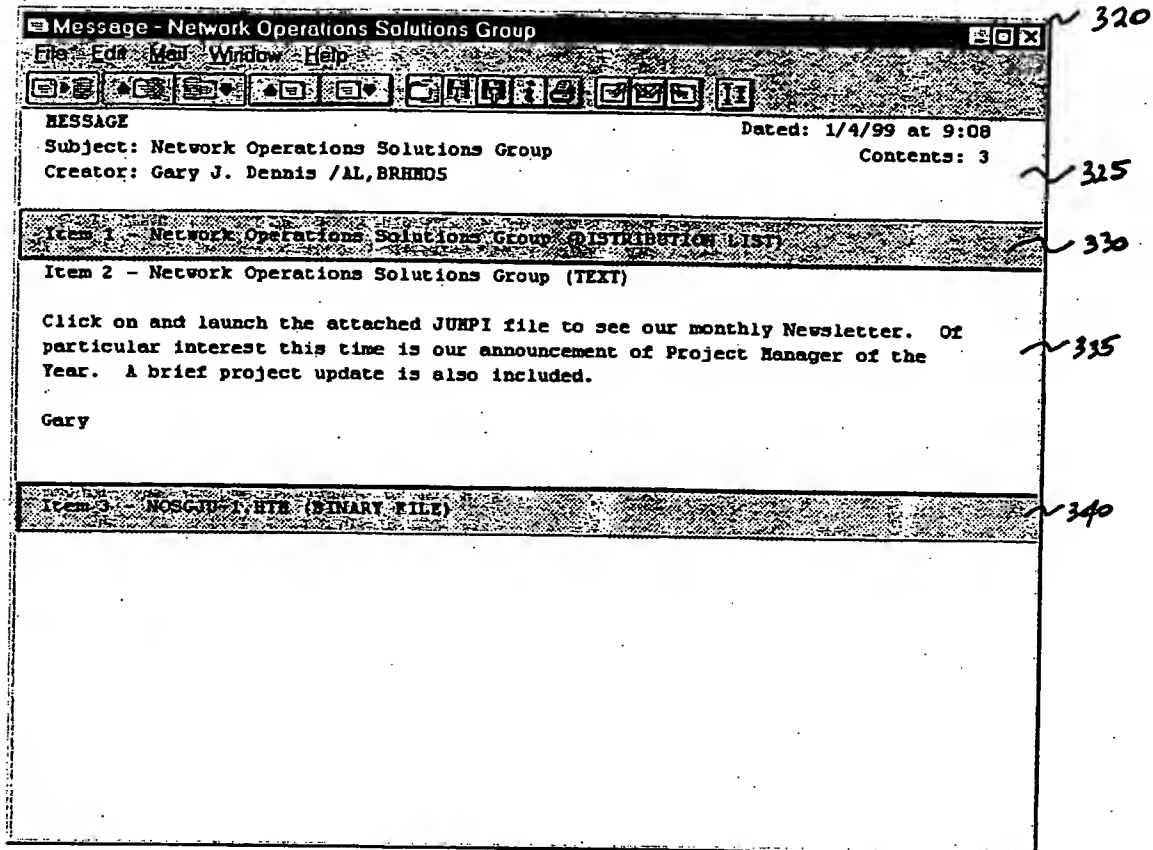 Message - Network Operations Solutions Group
320
File Edit Mail Window Help
MESSAGE
Dated: 1/4/99 at 9:08
Subject: Network Operations Solutions Group
Contents: 3
Creator: Gary J. Dennis /AL,BRHM05
325
Item 1 - Network Operations Solutions Group (DISTRIBUTION LIST)
330
Item 2 - Network Operations Solutions Group (TEXT)
Click on and launch the attached JUMPI file to see our monthly Newsletter. Of
particular interest this time is our announcement of Project Manager of the
335
Year. A brief project update is also included.
Gary
Item 3 - NOSGJU~1.HTM (BINARY FILE)
340